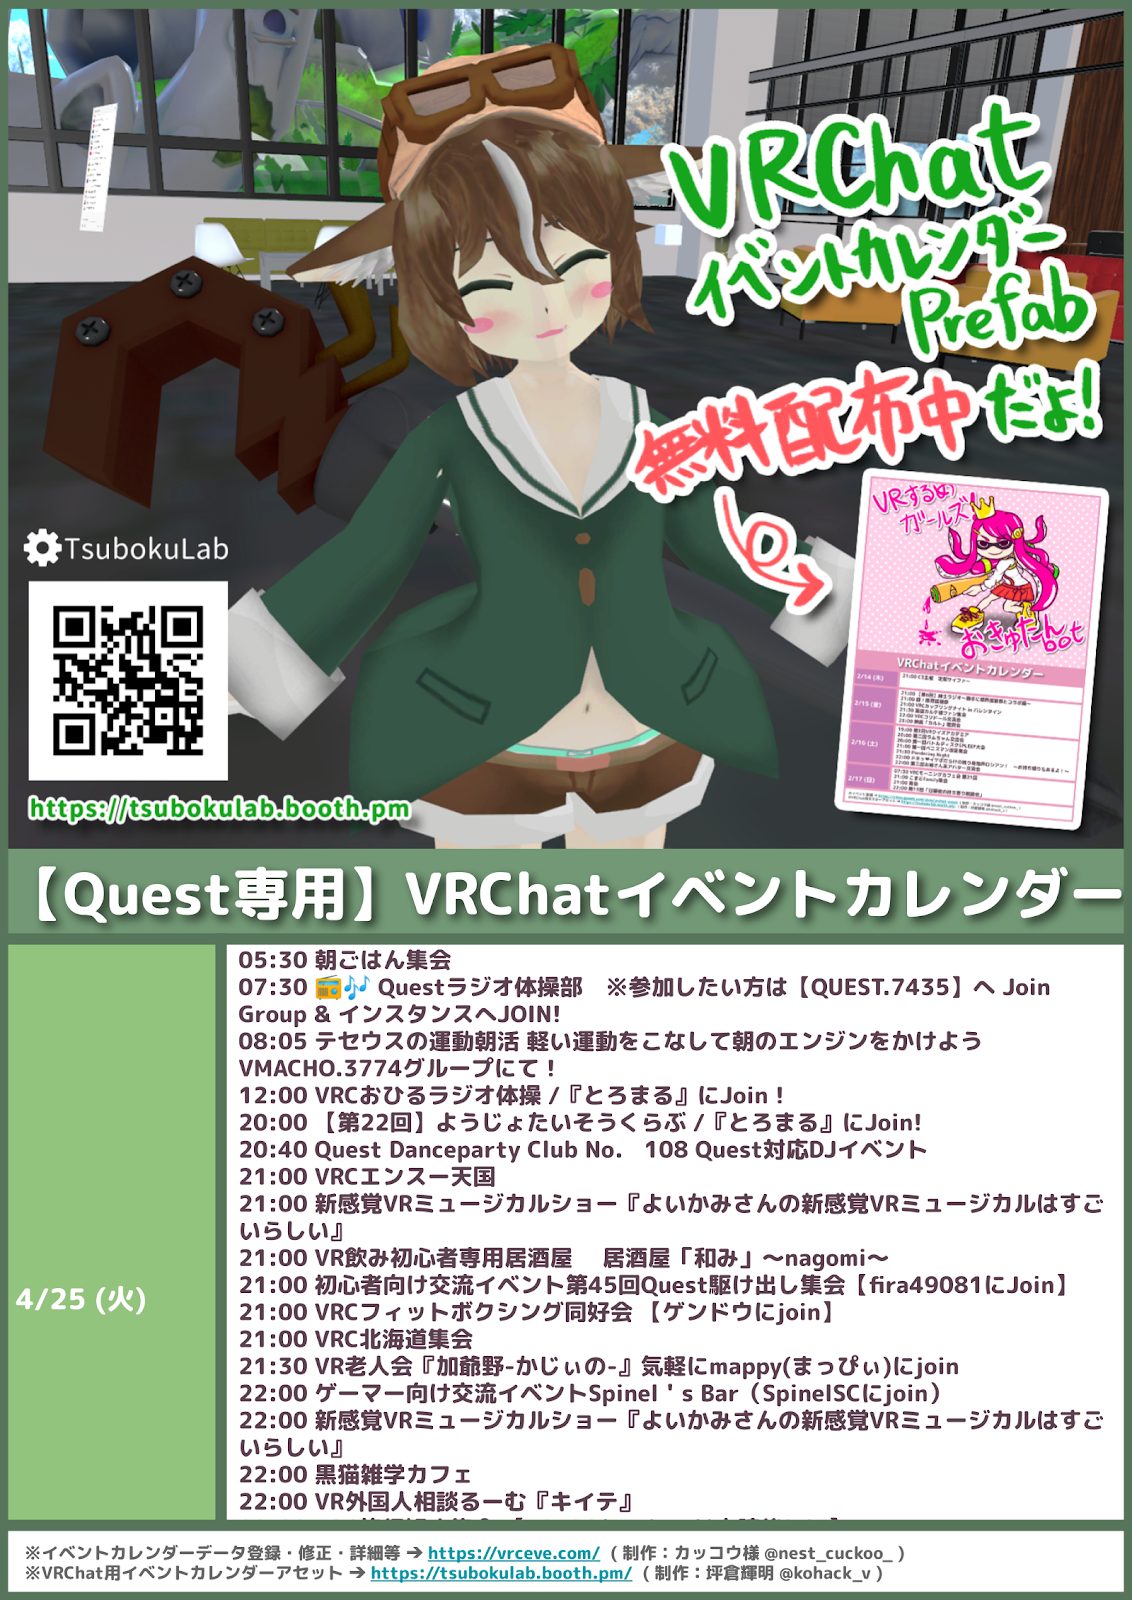 VRChat
イベントカレンダー
Prefab
無料配布中だよ!
VRするめ
ガールズ
おきゅたん
bot
VRChatイベントカレンダー
2/14 (木)
2/15 (金)
2/16 (土)
2/17 (日)
TsubokuLab
https://tsubokulab.booth.pm
【Quest専用】VRChatイベントカレンダー
4/25 (火)
05:30 朝ごはん集会
07:30 📻🎶 Questラジオ体操部　※参加したい方は【QUEST.7435】へ Join
Group & インスタンスへJOIN!
08:05 テセウスの運動朝活 軽い運動をこなして朝のエンジンをかけよう
VMACHO.3774グループにて！
12:00 VRCおひるラジオ体操 /『とろまる』にJoin！
20:00 【第22回】ようじょたいそうくらぶ /『とろまる』にJoin!
20:40 Quest Danceparty Club No.　108 Quest対応DJイベント
21:00 VRCエンスー天国
21:00 新感覚VRミュージカルショー『よいかみさんの新感覚VRミュージカルはすご
いらしい』
21:00 VR飲み初心者専用居酒屋　 居酒屋「和み」～nagomi～
21:00 初心者向け交流イベント第45回Quest駆け出し集会【fira49081にJoin】
21:00 VRCフィットボクシング同好会 【ゲンドウにjoin】
21:00 VRC北海道集会
21:30 VR老人会『加爺野-かじぃの-』気軽にmappy(まっぴぃ)にjoin
22:00 ゲーマー向け交流イベントSpinel＇s Bar（SpinelSCにjoin）
22:00 新感覚VRミュージカルショー『よいかみさんの新感覚VRミュージカルはすご
いらしい』
22:00 黒猫雑学カフェ
22:00 VR外国人相談るーむ『キイテ』
※イベントカレンダーデータ登録・修正・詳細等 ➔ https://vrceve.com/ ( 制作：カッコウ様 @nest_cuckoo_ )
※VRChat用イベントカレンダーアセット ➔ https://tsubokulab.booth.pm/ ( 制作：坪倉輝明 @kohack_v )